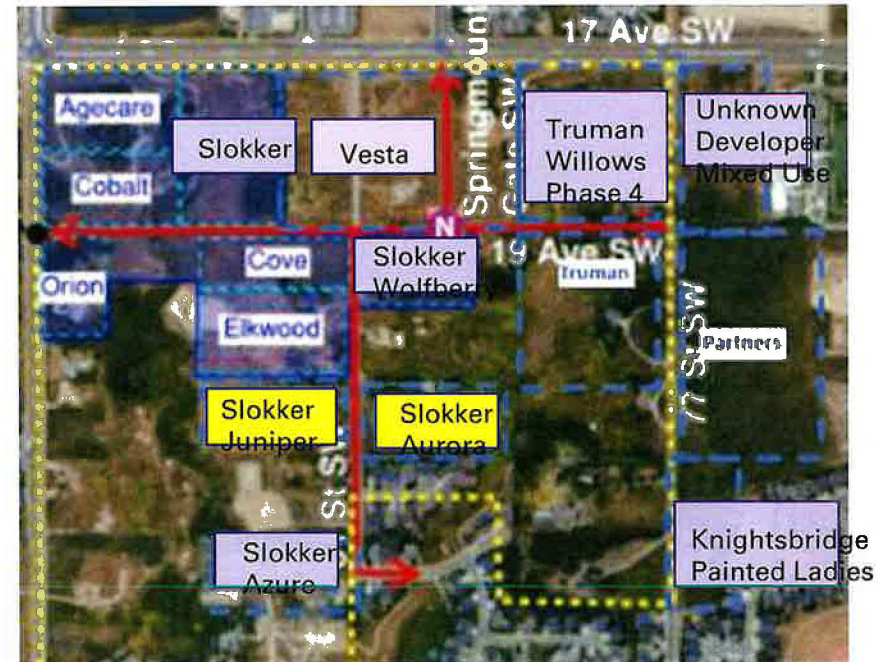 17 Ave SW
Springmount
Gate SW
Agecare
Slokker
Vesta
Truman
Willows
Phase 4
Unknown
Developer
Mixed Use
Cobalt
N
19 Ave SW
Cove
Slokker
Wolfber
Truman
Orion
Elkwood
77 St SW
Partners
Slokker
Juniper
Slokker
Aurora
St SW
Slokker
Azure
Knightsbridge
Painted Ladies